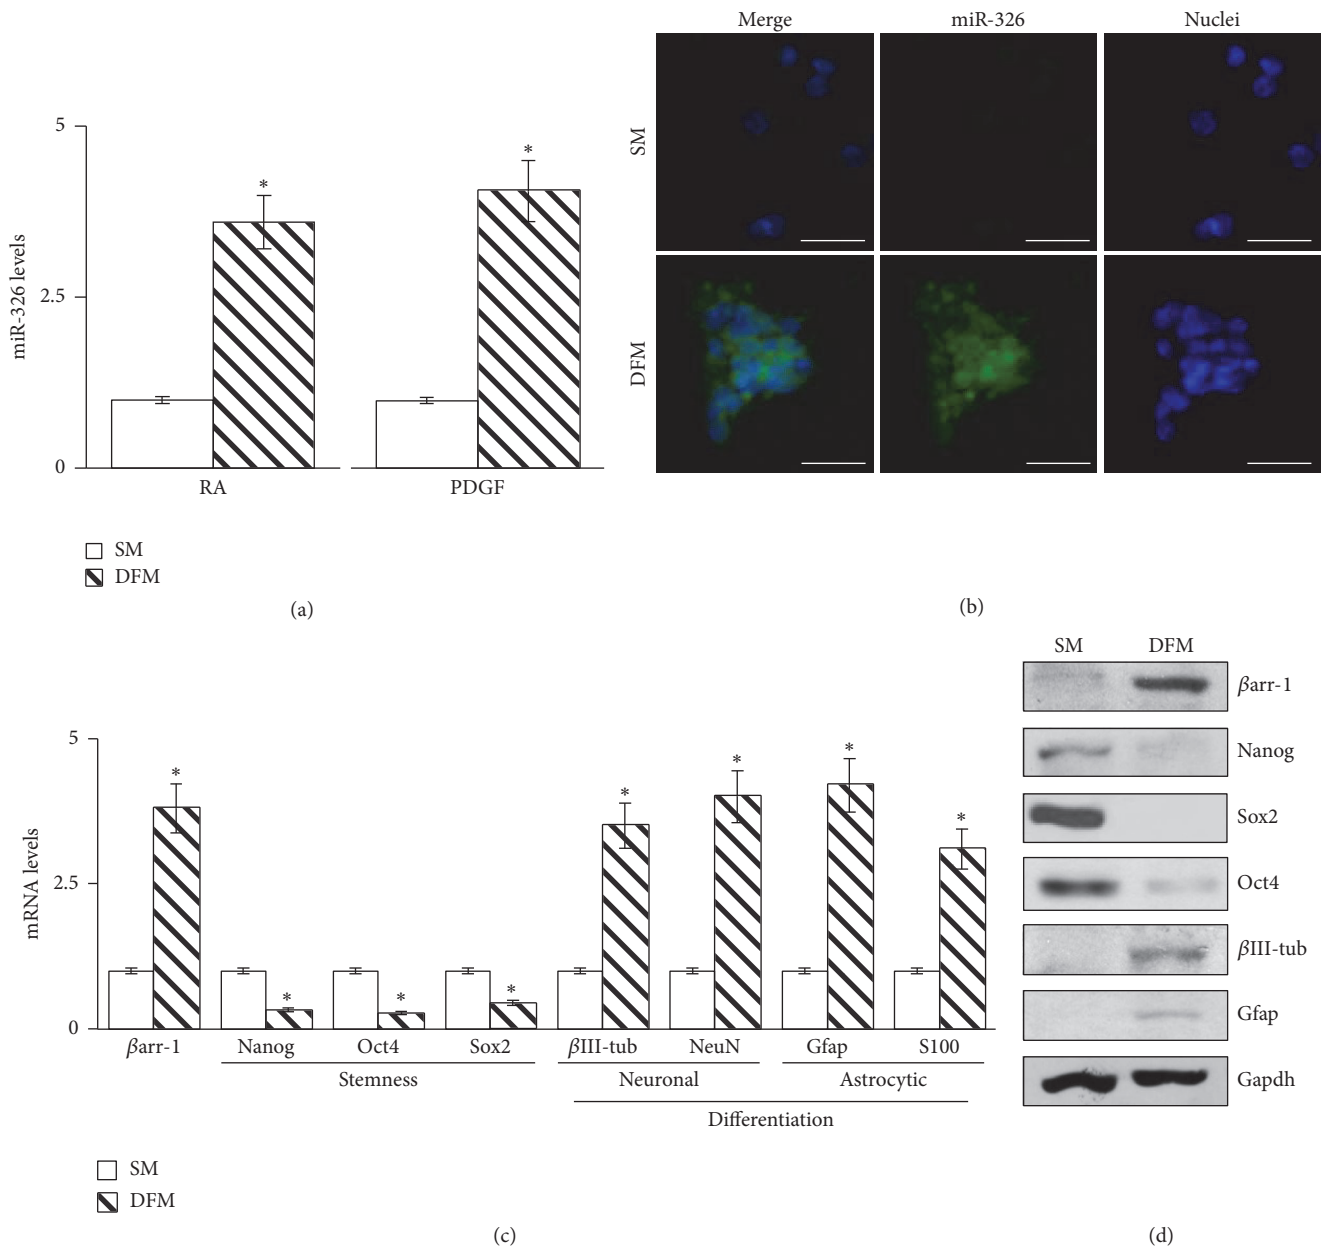 5
2.5
0
miR-326 levels
*
*
RA
PDGF
SM
DFM
(a)
Merge
miR-326
Nuclei
SM
DFM
(b)
5
2.5
0
mRNA levels
*
*
*
*
*
*
*
*
βarr-1
Nanog
Oct4
Sox2
βIII-tub
NeuN
Gfap
S100
Stemness
Neuronal
Astrocytic
Differentiation
SM
DFM
(c)
SM
DFM
βarr-1
Nanog
Sox2
Oct4
βIII-tub
Gfap
Gapdh
(d)